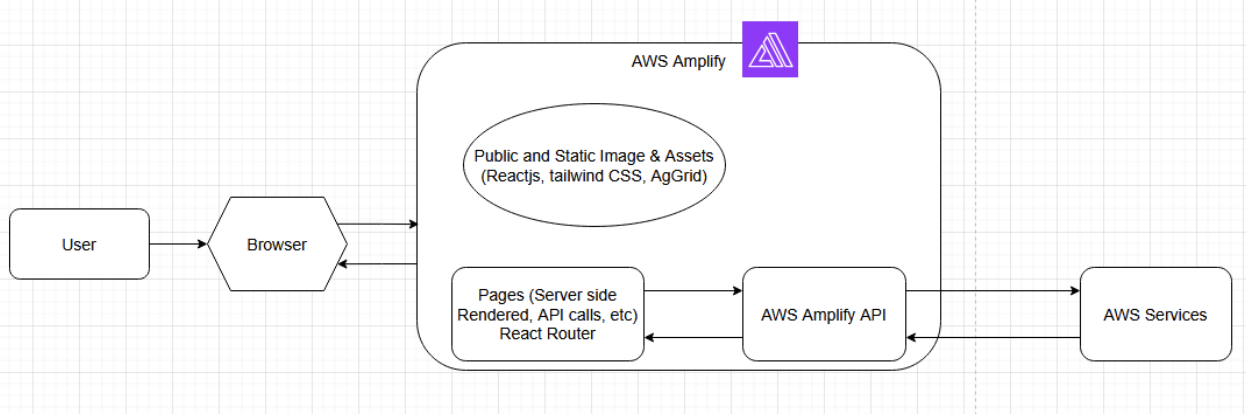 AWS Amplify
Public and Static Image & Assets
(Reactjs, tailwind CSS, AgGrid)
User
Browser
Pages (Server side
Rendered, API calls, etc)
React Router
AWS Amplify API
AWS Services